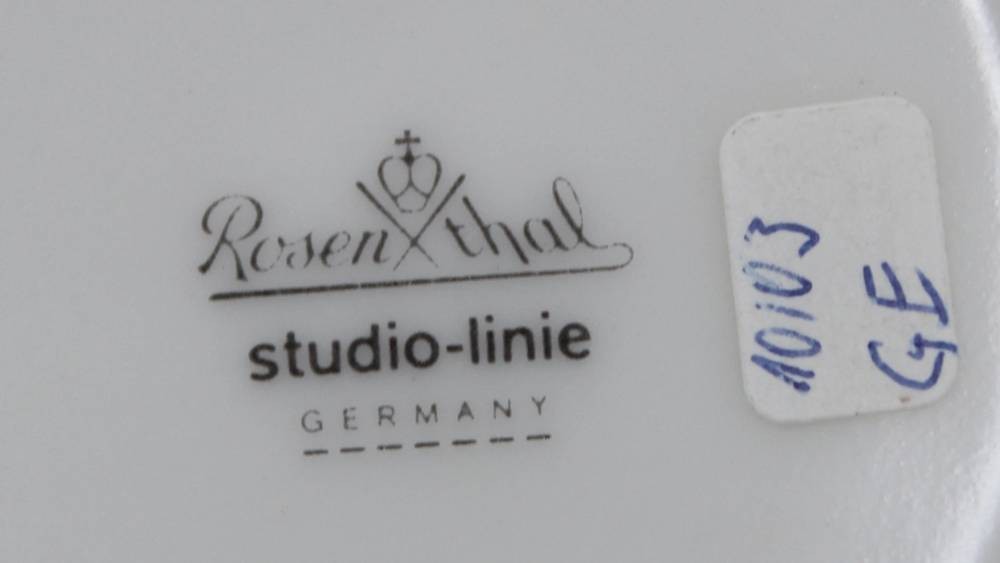 Rosenthal
studio-linie
GERMANY
10103
GE